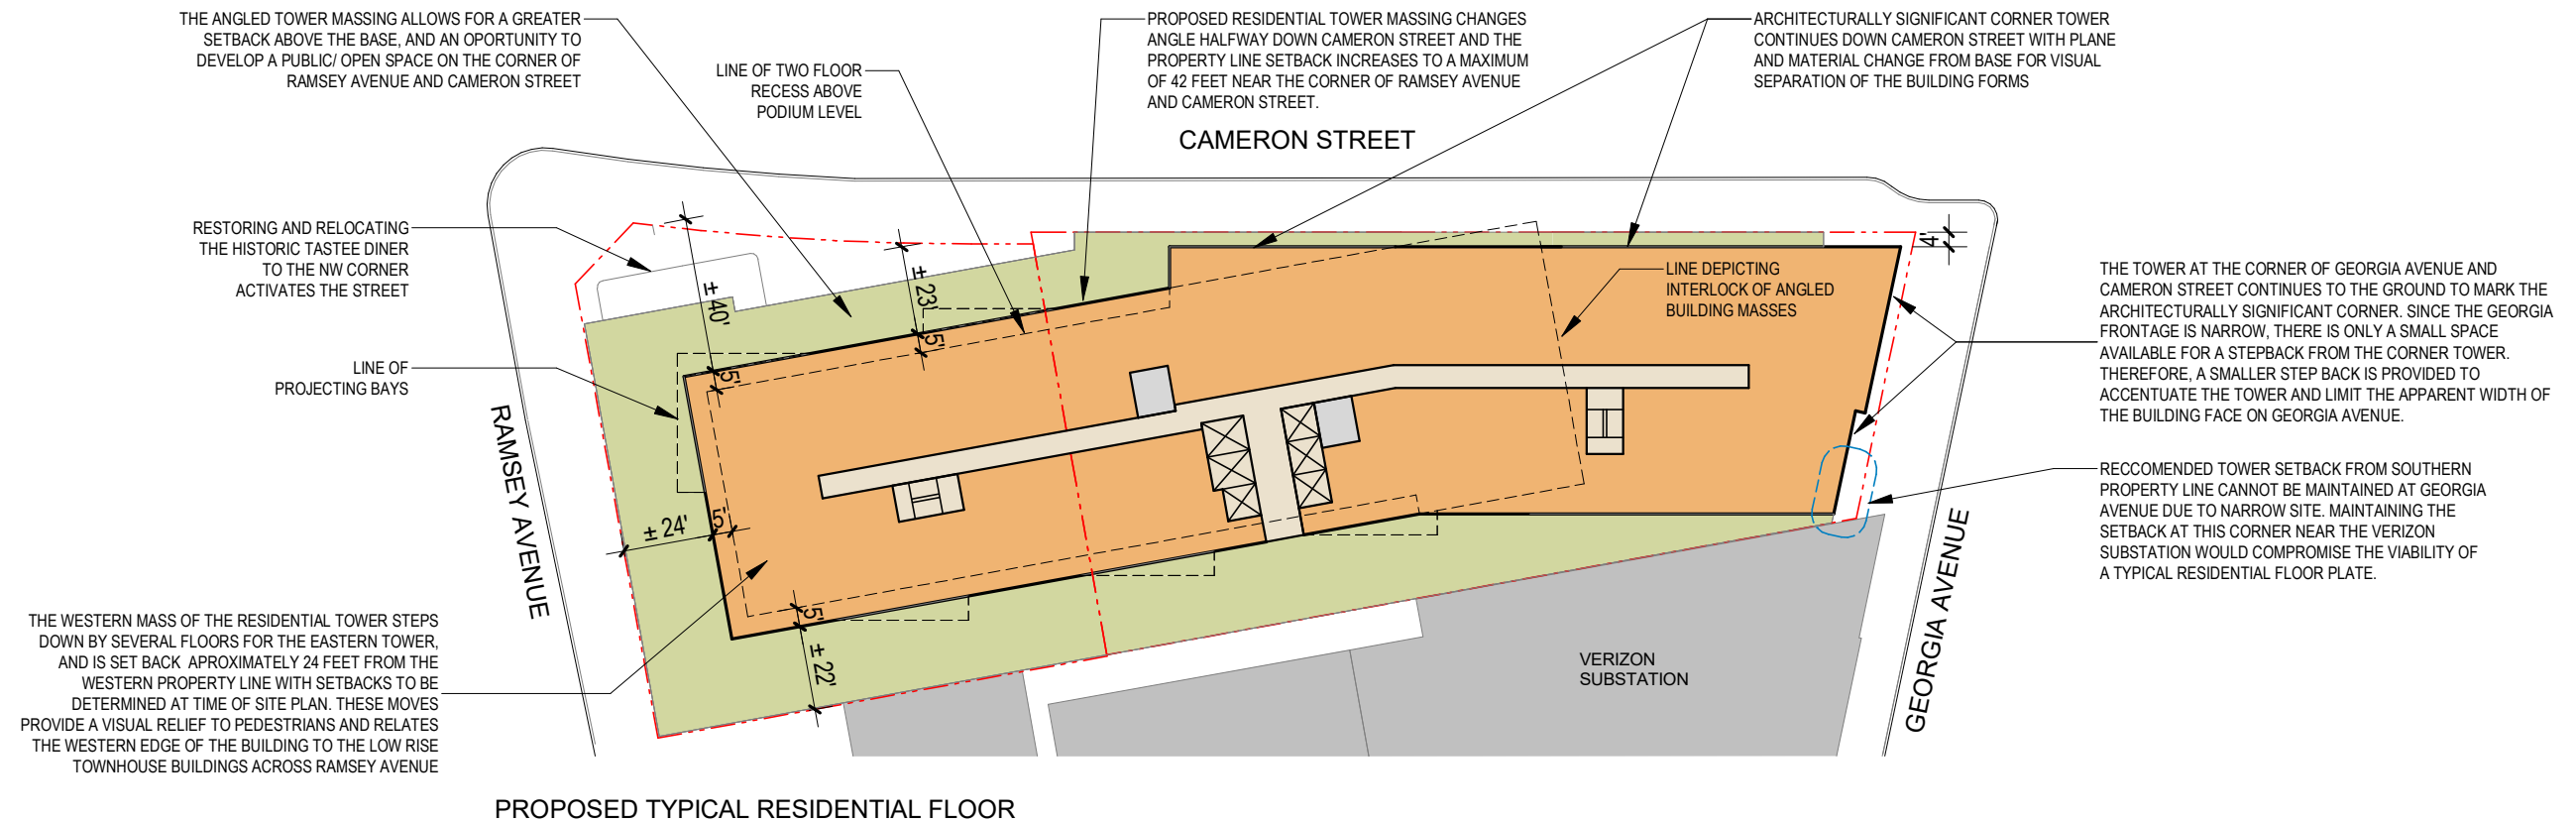 THE ANGLED TOWER MASSING ALLOWS FOR A GREATER
SETBACK ABOVE THE BASE, AND AN OPORTUNITY TO
DEVELOP A PUBLIC/ OPEN SPACE ON THE CORNER OF
RAMSEY AVENUE AND CAMERON STREET
LINE OF TWO FLOOR
RECESS ABOVE
PODIUM LEVEL
PROPOSED RESIDENTIAL TOWER MASSING CHANGES
ANGLE HALFWAY DOWN CAMERON STREET AND THE
PROPERTY LINE SETBACK INCREASES TO A MAXIMUM
OF 42 FEET NEAR THE CORNER OF RAMSEY AVENUE
AND CAMERON STREET.
ARCHITECTURALLY SIGNIFICANT CORNER TOWER
CONTINUES DOWN CAMERON STREET WITH PLANE
AND MATERIAL CHANGE FROM BASE FOR VISUAL
SEPARATION OF THE BUILDING FORMS
CAMERON STREET
RESTORING AND RELOCATING
THE HISTORIC TASTEE DINER
TO THE NW CORNER
ACTIVATES THE STREET
LINE OF
PROJECTING BAYS
± 40'
± 23'
5'
5'
4'
LINE DEPICTING
INTERLOCK OF ANGLED
BUILDING MASSES
THE TOWER AT THE CORNER OF GEORGIA AVENUE AND
CAMERON STREET CONTINUES TO THE GROUND TO MARK THE
ARCHITECTURALLY SIGNIFICANT CORNER. SINCE THE GEORGIA
FRONTAGE IS NARROW, THERE IS ONLY A SMALL SPACE
AVAILABLE FOR A STEPBACK FROM THE CORNER TOWER.
THEREFORE, A SMALLER STEP BACK IS PROVIDED TO
ACCENTUATE THE TOWER AND LIMIT THE APPARENT WIDTH OF
THE BUILDING FACE ON GEORGIA AVENUE.
RECCOMENDED TOWER SETBACK FROM SOUTHERN
PROPERTY LINE CANNOT BE MAINTAINED AT GEORGIA
AVENUE DUE TO NARROW SITE. MAINTAINING THE
SETBACK AT THIS CORNER NEAR THE VERIZON
SUBSTATION WOULD COMPROMISE THE VIABILITY OF
A TYPICAL RESIDENTIAL FLOOR PLATE.
RAMSEY AVENUE
± 24'
5'
5'
± 22'
GEORGIA AVENUE
VERIZON
SUBSTATION
THE WESTERN MASS OF THE RESIDENTIAL TOWER STEPS
DOWN BY SEVERAL FLOORS FOR THE EASTERN TOWER,
AND IS SET BACK APROXIMATELY 24 FEET FROM THE
WESTERN PROPERTY LINE WITH SETBACKS TO BE
DETERMINED AT TIME OF SITE PLAN. THESE MOVES
PROVIDE A VISUAL RELIEF TO PEDESTRIANS AND RELATES
THE WESTERN EDGE OF THE BUILDING TO THE LOW RISE
TOWNHOUSE BUILDINGS ACROSS RAMSEY AVENUE
PROPOSED TYPICAL RESIDENTIAL FLOOR